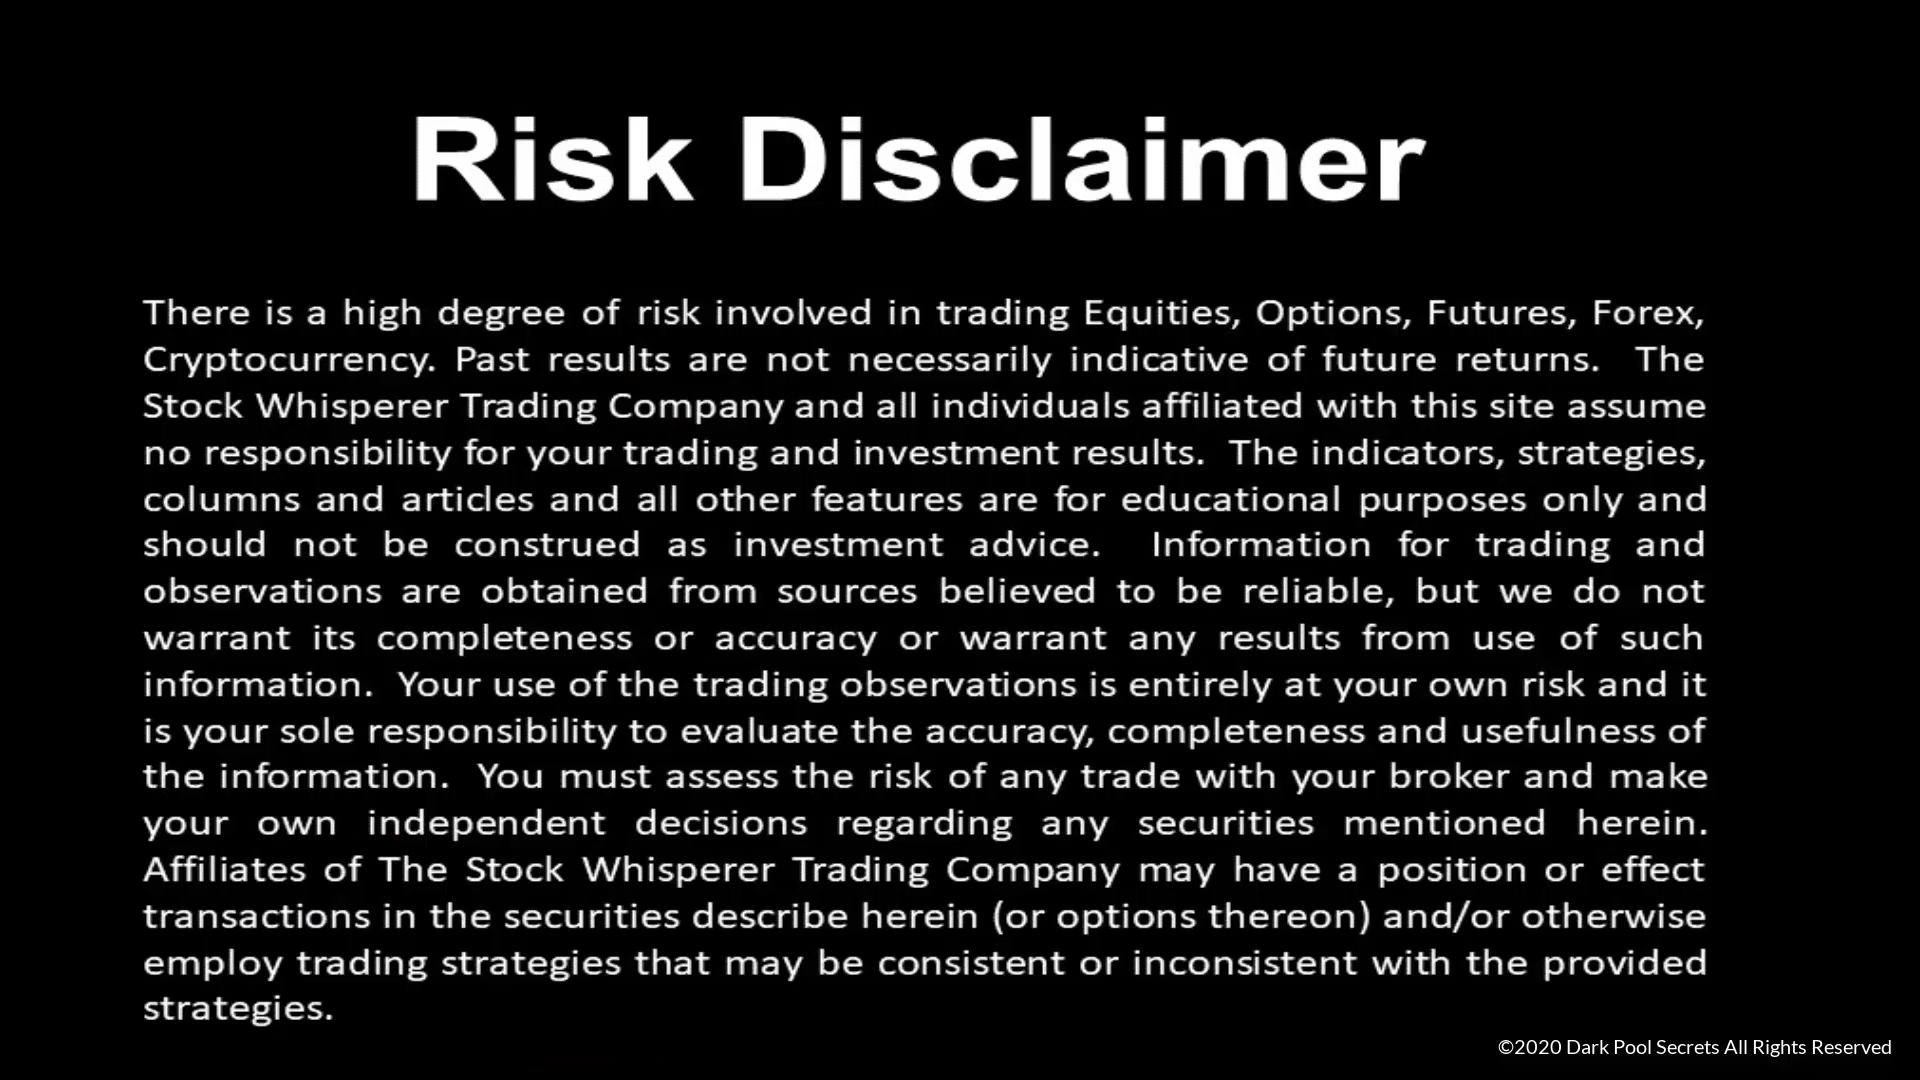 Risk Disclaimer
There is a high degree of risk involved in trading Equities, Options, Futures, Forex,
Cryptocurrency. Past results are not necessarily indicative of future returns. The
Stock Whisperer Trading Company and all individuals affiliated with this site assume
no responsibility for your trading and investment results. The indicators, strategies,
columns and articles and all other features are for educational purposes only and
should not be construed as investment advice. Information for trading and
observations are obtained from sources believed to be reliable, but we do not
warrant its completeness or accuracy or warrant any results from use of such
information. Your use of the trading observations is entirely at your own risk and it
is your sole responsibility to evaluate the accuracy, completeness and usefulness of
the information. You must assess the risk of any trade with your broker and make
your own independent decisions regarding any securities mentioned herein.
Affiliates of The Stock Whisperer Trading Company may have a position or effect
transactions in the securities describe herein (or options thereon) and/or otherwise
employ trading strategies that may be consistent or inconsistent with the provided
strategies.
©2020 Dark Pool Secrets All Rights Reserved